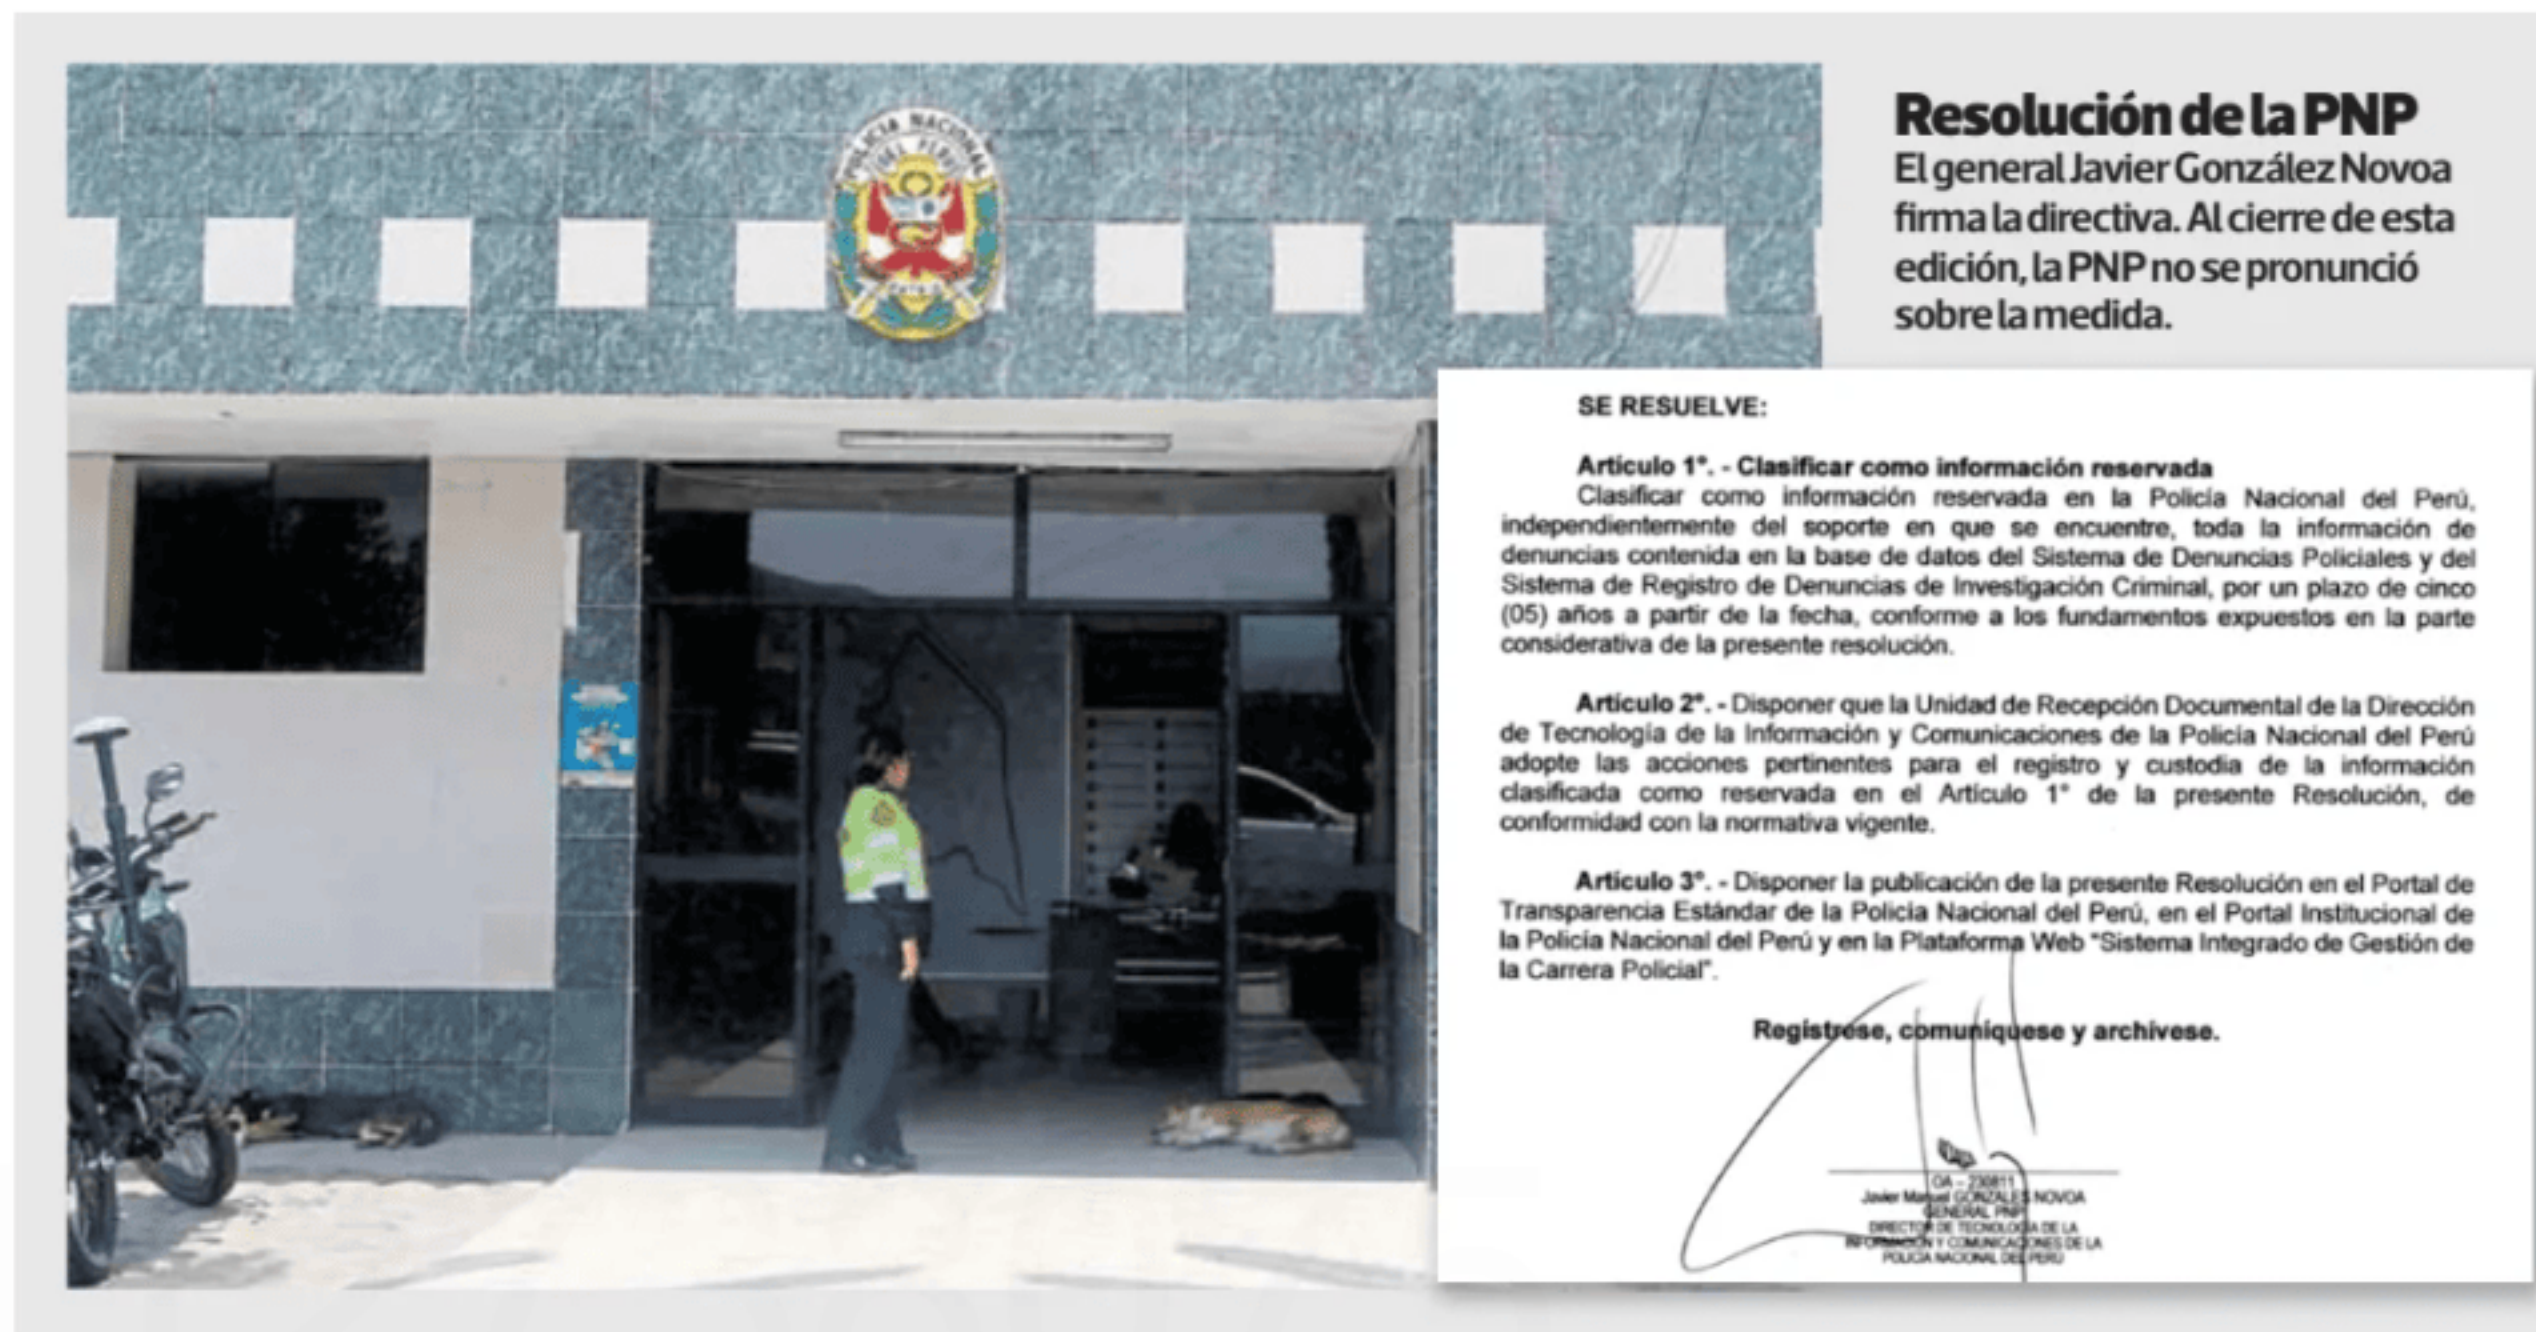 POLICIA NACIONAL
DEL PERU
Resolución de la PNP
El general Javier González Novoa
firma la directiva. Al cierre de esta
edición, la PNP no se pronunció
sobre la medida.
SE RESUELVE:
Artículo 1°. - Clasificar como información reservada
Clasificar como información reservada en la Policía Nacional del Perú,
independientemente del soporte en que se encuentre, toda la información de
denuncias contenida en la base de datos del Sistema de Denuncias Policiales y del
Sistema de Registro de Denuncias de Investigación Criminal, por un plazo de cinco
(05) años a partir de la fecha, conforme a los fundamentos expuestos en la parte
considerativa de la presente resolución.
Artículo 2°. - Disponer que la Unidad de Recepción Documental de la Dirección
de Tecnología de la Información y Comunicaciones de la Policía Nacional del Perú
adopte las acciones pertinentes para el registro y custodia de la información
clasificada como reservada en el Artículo 1° de la presente Resolución, de
conformidad con la normativa vigente.
Artículo 3°. - Disponer la publicación de la presente Resolución en el Portal de
Transparencia Estándar de la Policía Nacional del Perú, en el Portal Institucional de
la Policía Nacional del Perú y en la Plataforma Web "Sistema Integrado de Gestión de
la Carrera Policial".
Regístrese, comuníquese y archívese.
OA - 230811
Javier Manuel GONZALES NOVOA
GENERAL PNP
DIRECTOR DE TECNOLOGÍA DE LA
INFORMACIÓN Y COMUNICACIONES DE LA
POLICÍA NACIONAL DEL PERÚ